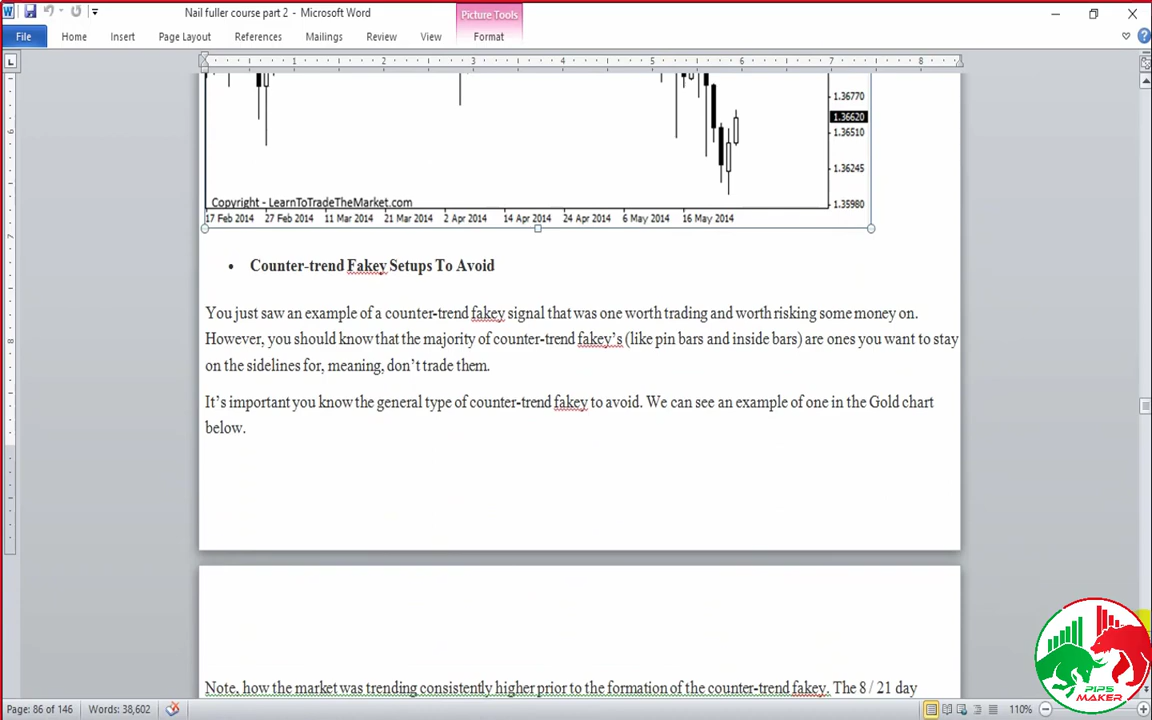 Nail fuller course part 2 - Microsoft Word
Picture Tools
File Home Insert Page Layout References Mailings Review View Format
1 2 3 4 5 6 7 8
1.36770
1.36620
1.36510
1.36245
Copyright - LearnToTradeTheMarket.com
1.35980
17 Feb 2014 27 Feb 2014 11 Mar 2014 21 Mar 2014 2 Apr 2014 14 Apr 2014 24 Apr 2014 6 May 2014 16 May 2014
• Counter-trend Fakey Setups To Avoid
You just saw an example of a counter-trend fakey signal that was one worth trading and worth risking some money on.
However, you should know that the majority of counter-trend fakey’s (like pin bars and inside bars) are ones you want to stay
on the sidelines for, meaning, don’t trade them.
It’s important you know the general type of counter-trend fakey to avoid. We can see an example of one in the Gold chart
below.
Note, how the market was trending consistently higher prior to the formation of the counter-trend fakey. The 8 / 21 day
PIPS
MAKER
Page: 86 of 146 Words: 38,602 110%